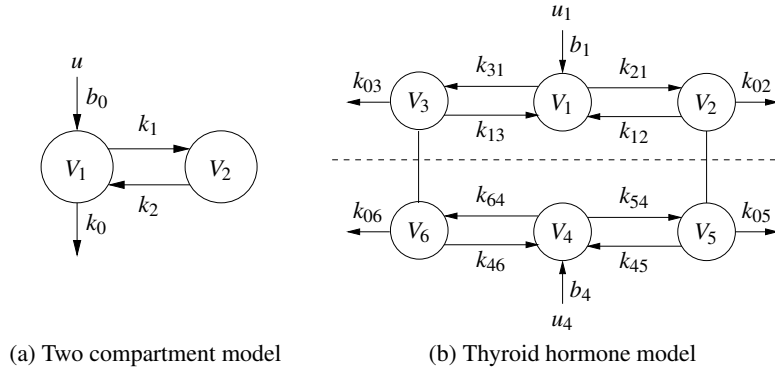 u
b0
k1
V1
V2
k2
k0
(a) Two compartment model
u1
b1
k03
k31
k21
k02
V3
V1
V2
k13
k12
k06
k64
k54
k05
V6
V4
V5
k46
k45
b4
u4
(b) Thyroid hormone model